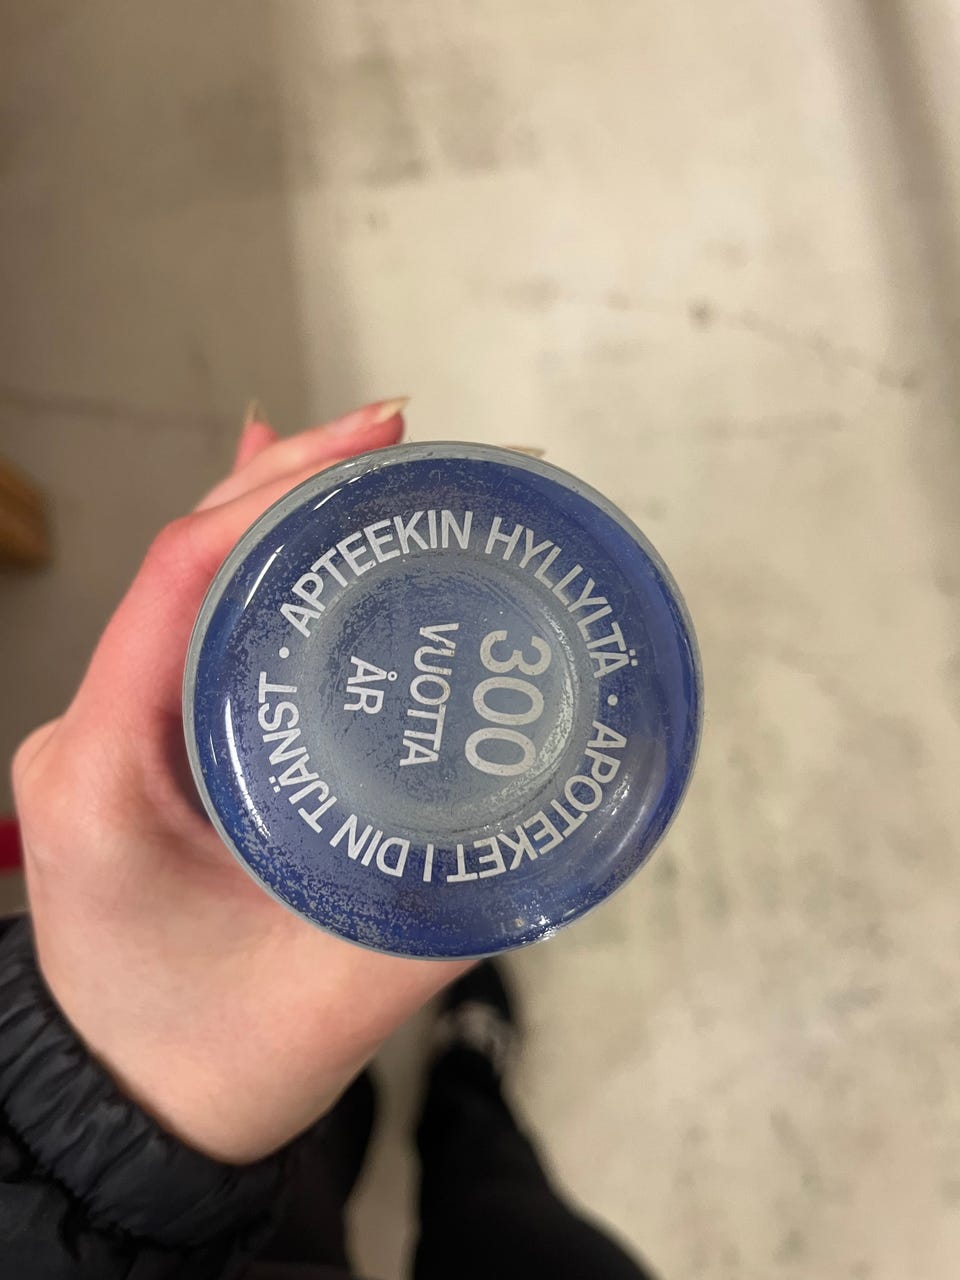 APTEEKIN HYLLYLTÄ •
APOTEKET I DIN TJÄNST •
300
VUOTTA
ÅR